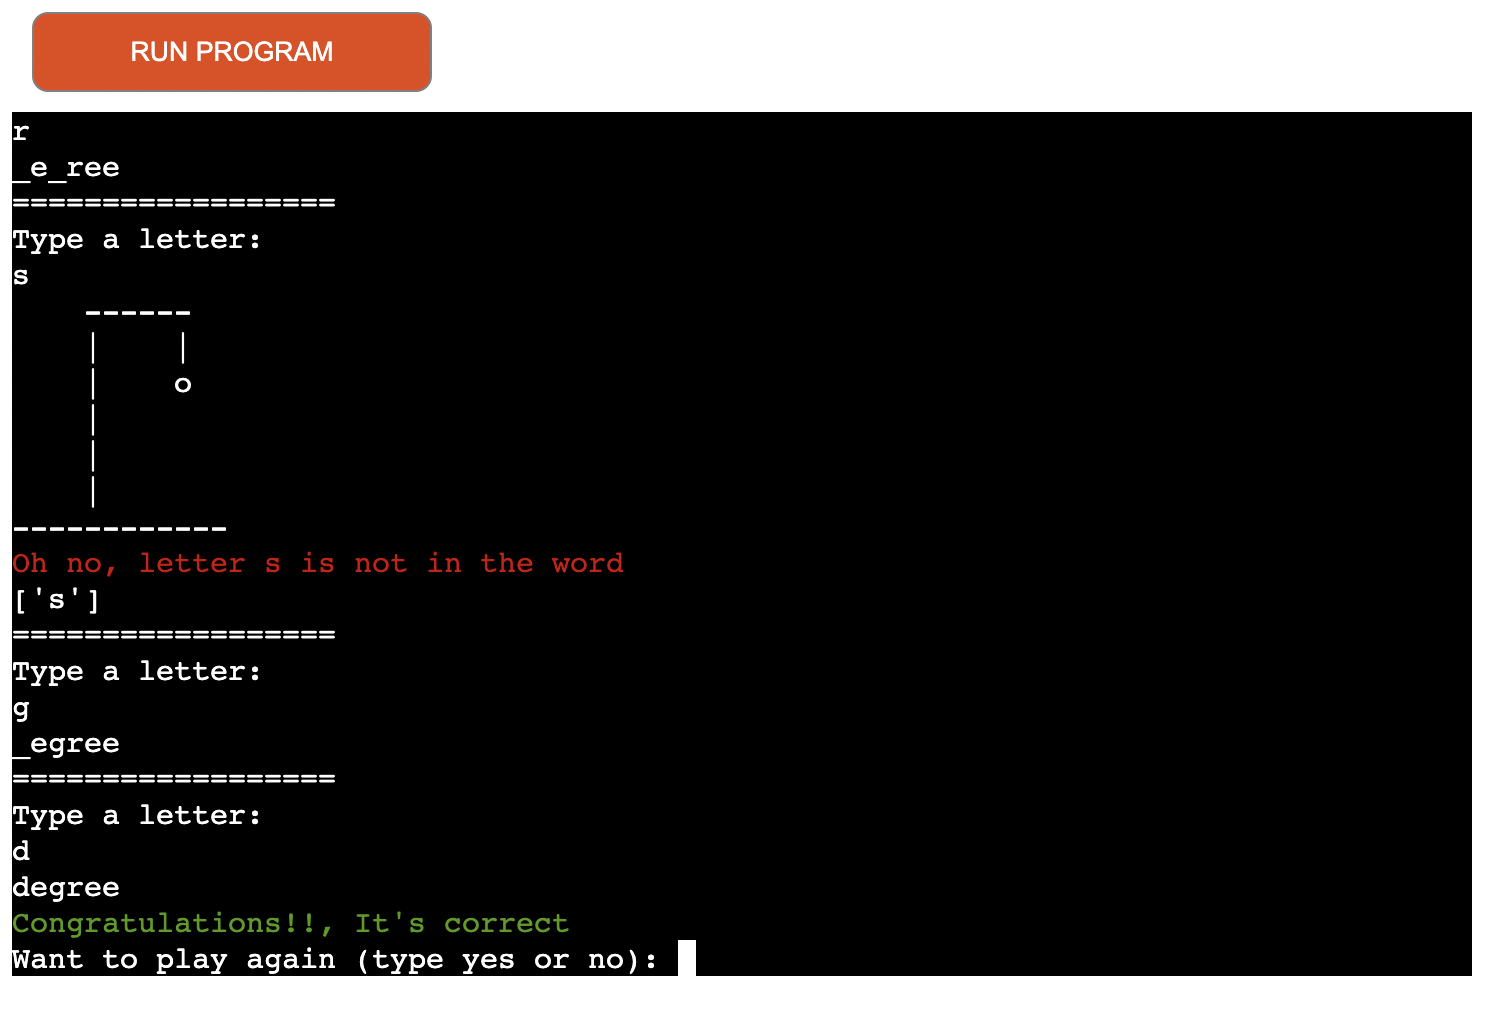 RUN PROGRAM
r
_e_ree
==================
Type a letter:
s
    ------
    |    |
    |    o
    |
    |
    |
------------
Oh no, letter s is not in the word
['s']
==================
Type a letter:
g
_egree
==================
Type a letter:
d
degree
Congratulations!!, It's correct
Want to play again (type yes or no):